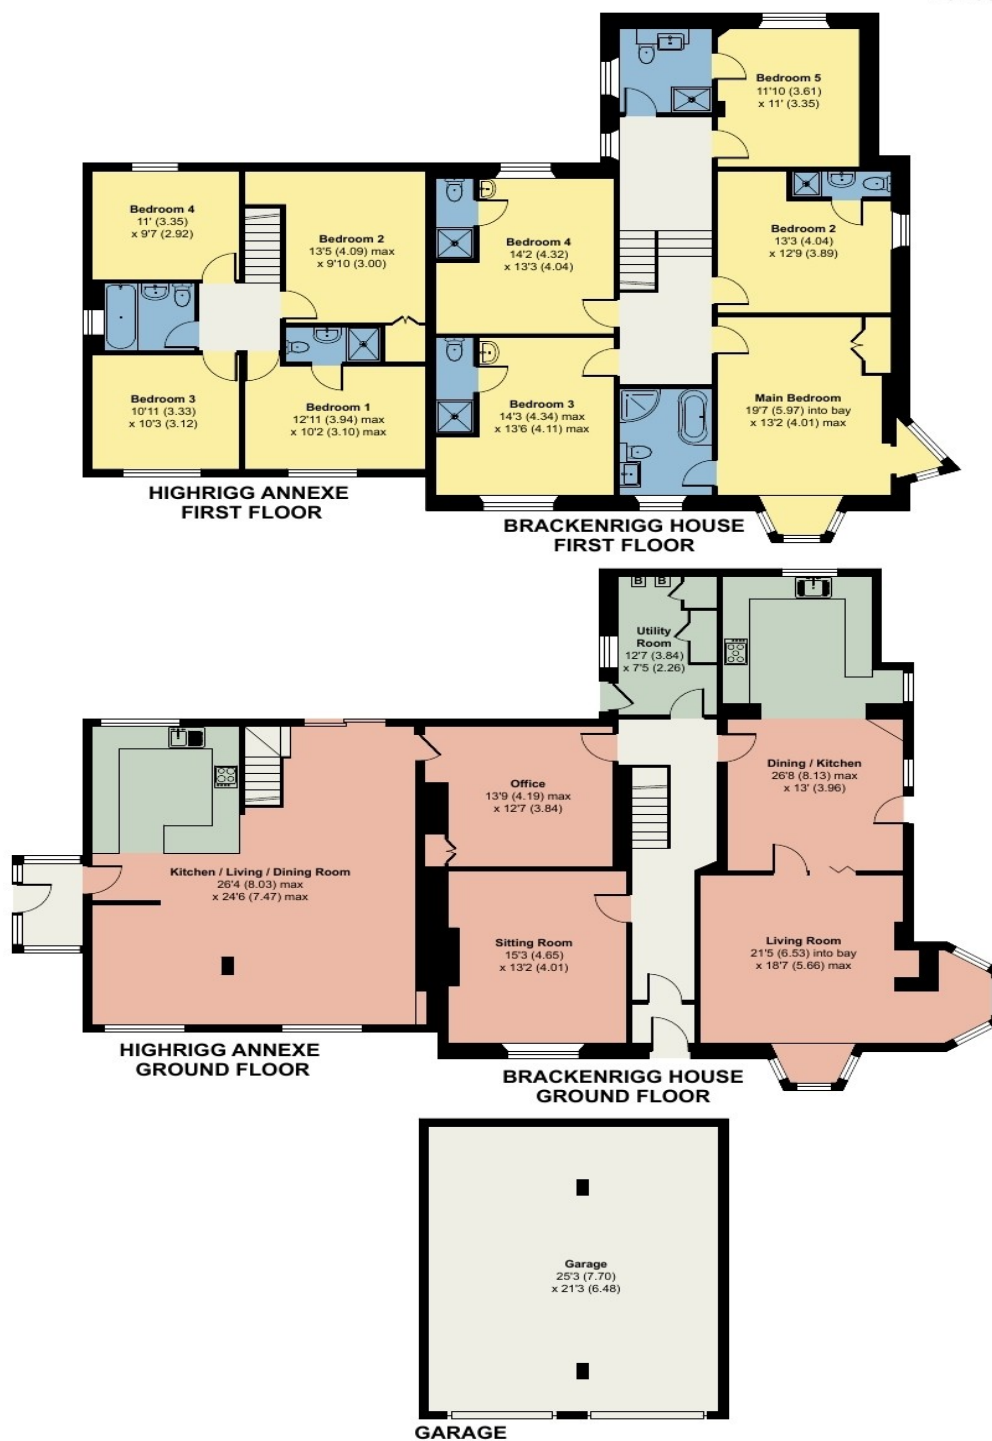 Bedroom 5
11'10 (3.61)
x 11' (3.35)
Bedroom 4
11' (3.35)
x 9'7 (2.92)
Bedroom 2
13'5 (4.09) max
x 9'10 (3.00)
Bedroom 4
14'2 (4.32)
x 13'3 (4.04)
Bedroom 2
13'3 (4.04)
x 12'9 (3.89)
Bedroom 3
10'11 (3.33)
x 10'3 (3.12)
Bedroom 1
12'11 (3.94) max
x 10'2 (3.10) max
Bedroom 3
14'3 (4.34) max
x 13'6 (4.11) max
Main Bedroom
19'7 (5.97) into bay
x 13'2 (4.01) max
HIGHRIGG ANNEXE
FIRST FLOOR
BRACKENRIGG HOUSE
FIRST FLOOR
B B
Utility
Room
12'7 (3.84)
x 7'5 (2.26)
Office
13'9 (4.19) max
x 12'7 (3.84)
Dining / Kitchen
26'8 (8.13) max
x 13' (3.96)
Kitchen / Living / Dining Room
26'4 (8.03) max
x 24'6 (7.47) max
Sitting Room
15'3 (4.65)
x 13'2 (4.01)
Living Room
21'5 (6.53) into bay
x 18'7 (5.66) max
HIGHRIGG ANNEXE
GROUND FLOOR
BRACKENRIGG HOUSE
GROUND FLOOR
Garage
25'3 (7.70)
x 21'3 (6.48)
GARAGE